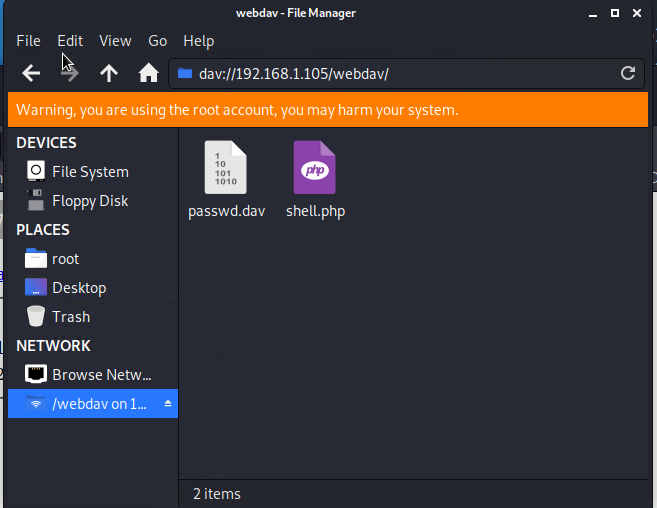 webdav - File Manager
File Edit View Go Help
dav://192.168.1.105/webdav/
Warning, you are using the root account, you may harm your system.
DEVICES
File System
Floppy Disk
PLACES
root
Desktop
Trash
NETWORK
Browse Netw...
/webdav on 1...
1
10
101
1010
passwd.dav
php
shell.php
2 items